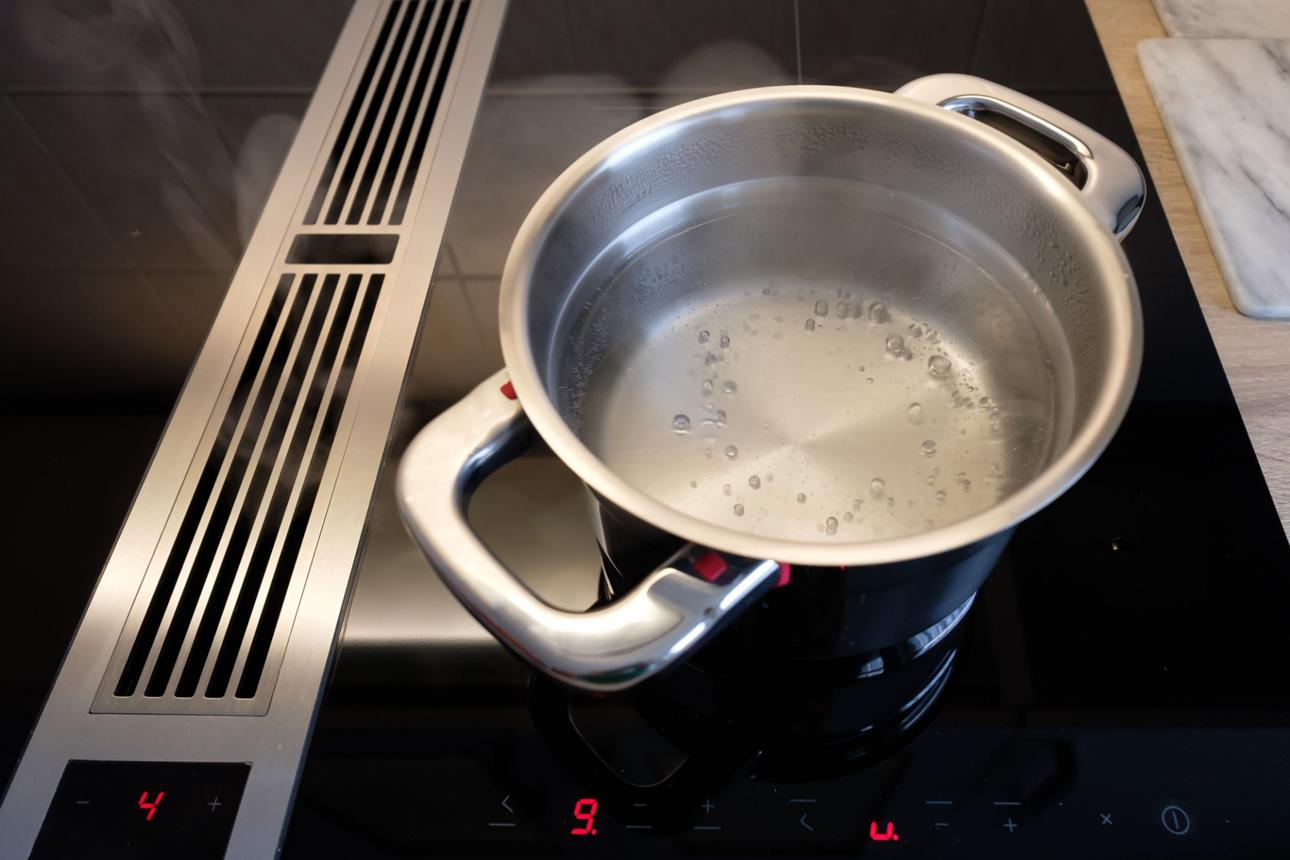 - 4 +
9. - +
u. - +